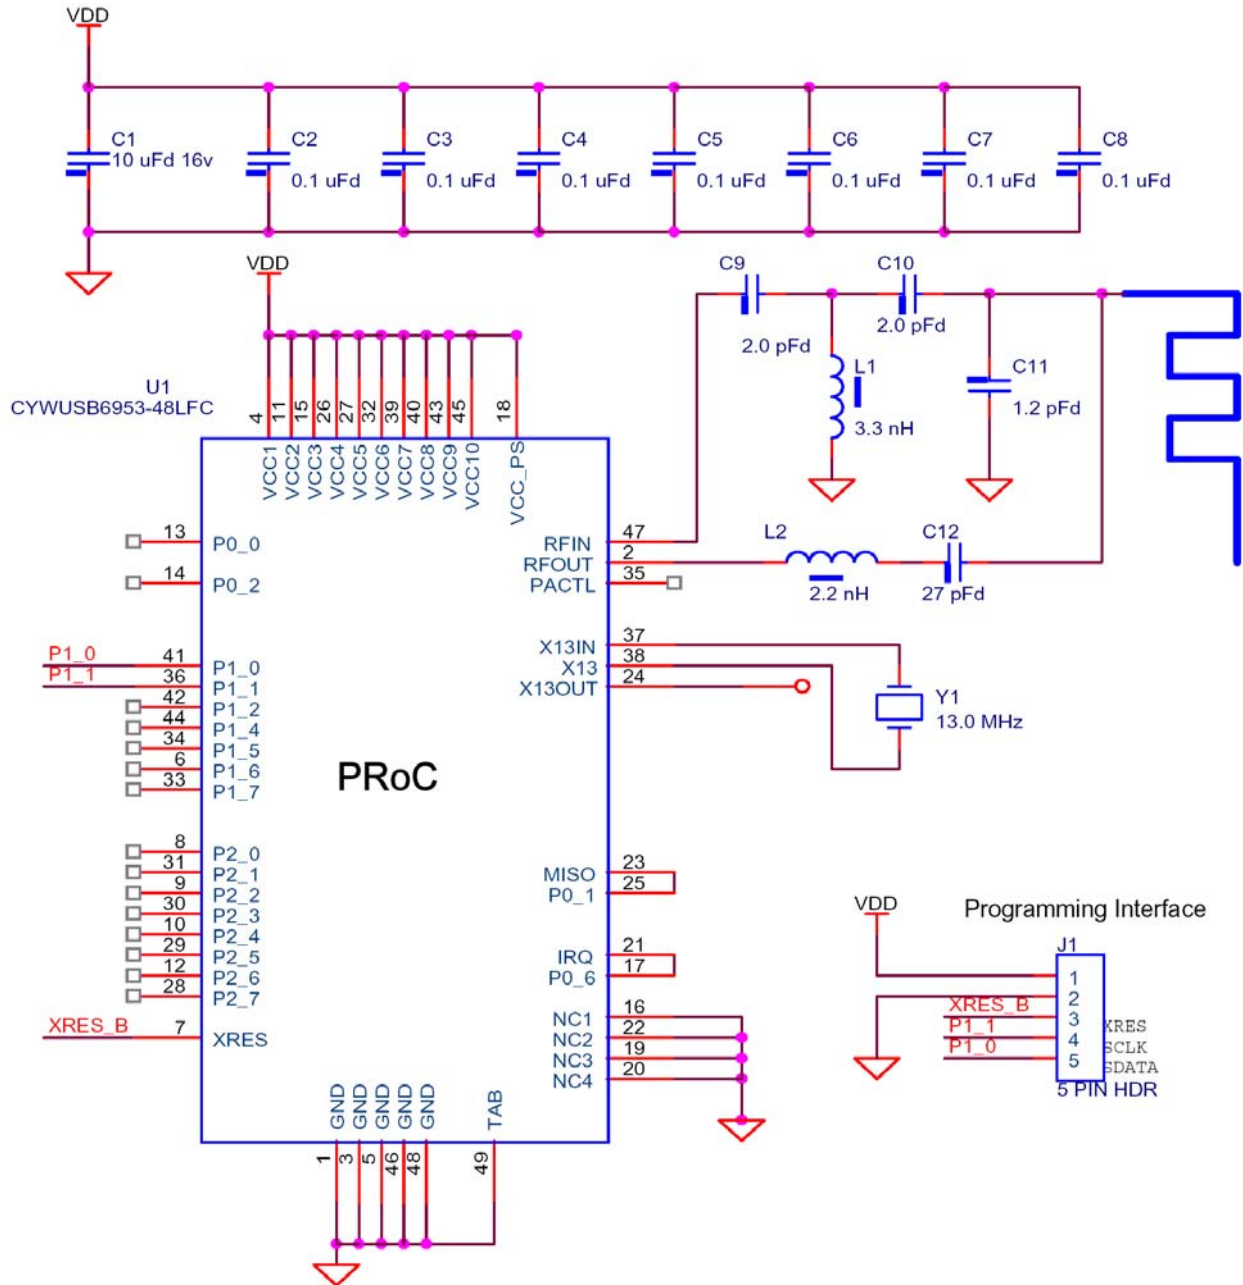 VDD
C1
10 uFd 16v
C2
0.1 uFd
C3
0.1 uFd
C4
0.1 uFd
C5
0.1 uFd
C6
0.1 uFd
C7
0.1 uFd
C8
0.1 uFd
VDD
C9
2.0 pFd
C10
2.0 pFd
L1
3.3 nH
C11
1.2 pFd
U1
CYWUSB6953-48LFC
4 11 15 26 27 32 39 40 43 45 18
VCC1 VCC2 VCC3 VCC4 VCC5 VCC6 VCC7 VCC8 VCC9 VCC10 VCC_PS
13 P0_0
14 P0_2
P1_0 41 P1_0
P1_1 36 P1_1
42 P1_2
44 P1_4
34 P1_5
6 P1_6
33 P1_7
8 P2_0
31 P2_1
9 P2_2
30 P2_3
10 P2_4
29 P2_5
12 P2_6
28 P2_7
XRES_B 7 XRES
PRoC
RFIN 47
RFOUT 2
PACTL 35
L2
2.2 nH
C12
27 pFd
X13IN 37
X13 38
X13OUT 24
Y1
13.0 MHz
MISO 23
P0_1 25
IRQ 21
P0_6 17
NC1 16
NC2 22
NC3 19
NC4 20
GND GND GND GND GND TAB
1 3 5 46 48 49
VDD
Programming Interface
J1
1
2
XRES_B 3 XRES
P1_1 4 SCLK
P1_0 5 SDATA
5 PIN HDR